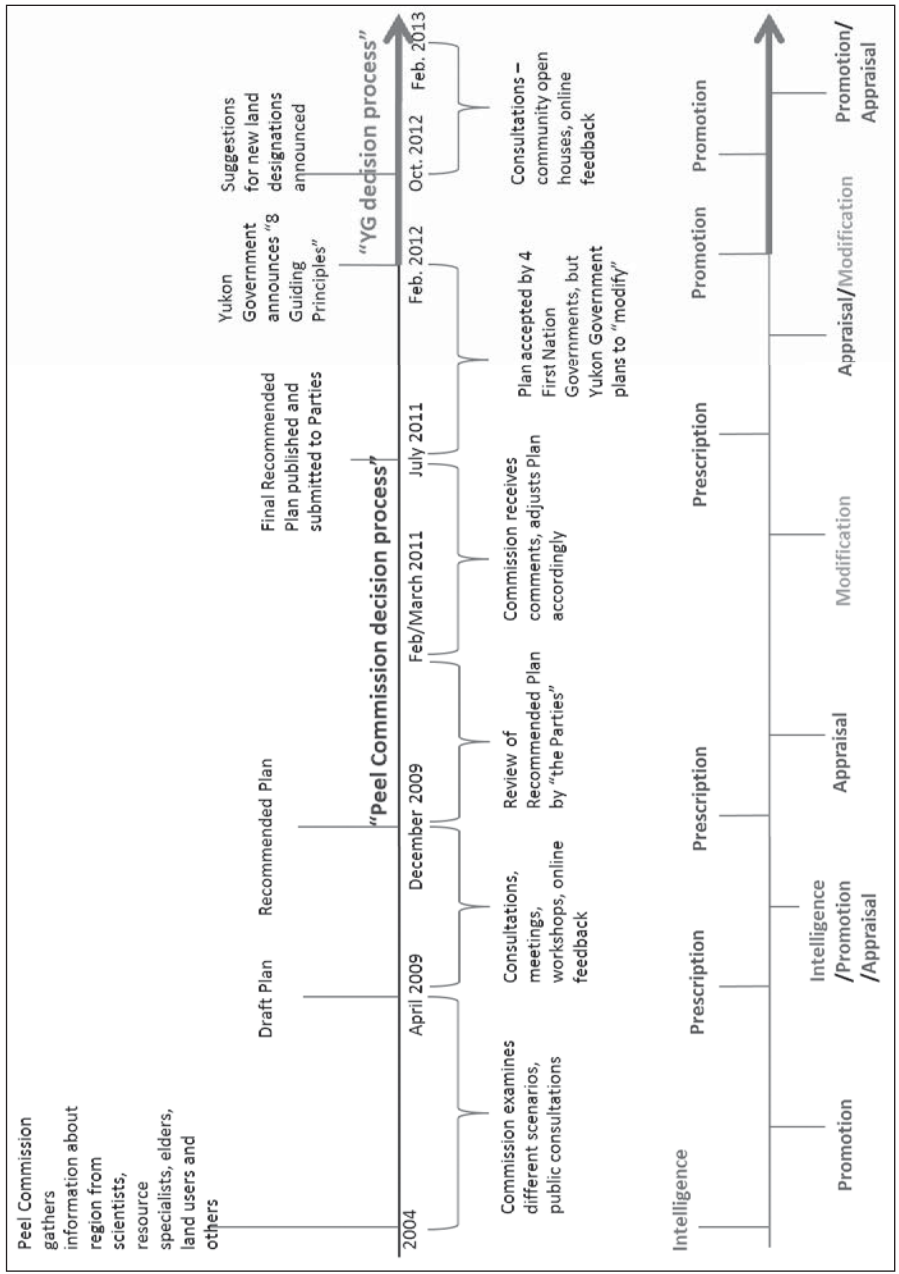 Peel Commission
gathers
information about
region from
scientists,
resource
specialists, elders,
land users and
others
Draft Plan
Recommended Plan
Final Recommended
Plan published and
submitted to Parties
Yukon
Government
announces “8
Guiding
Principles”
Suggestions
for new land
designations
announced
“Peel Commission decision process”
“YG decision process”
2004
April 2009
December 2009
Feb/March 2011
July 2011
Feb. 2012
Oct. 2012
Feb. 2013
Commission examines
different scenarios,
public consultations
Consultations,
meetings,
workshops, online
feedback
Review of
Recommended Plan
by “the Parties”
Commission receives
comments, adjusts Plan
accordingly
Plan accepted by 4
First Nation
Governments, but
Yukon Government
plans to “modify”
Consultations –
community open
houses, online
feedback
Intelligence
Prescription
Prescription
Prescription
Promotion
Promotion
Promotion
Intelligence
/Promotion
/Appraisal
Appraisal
Modification
Appraisal/Modification
Promotion/
Appraisal